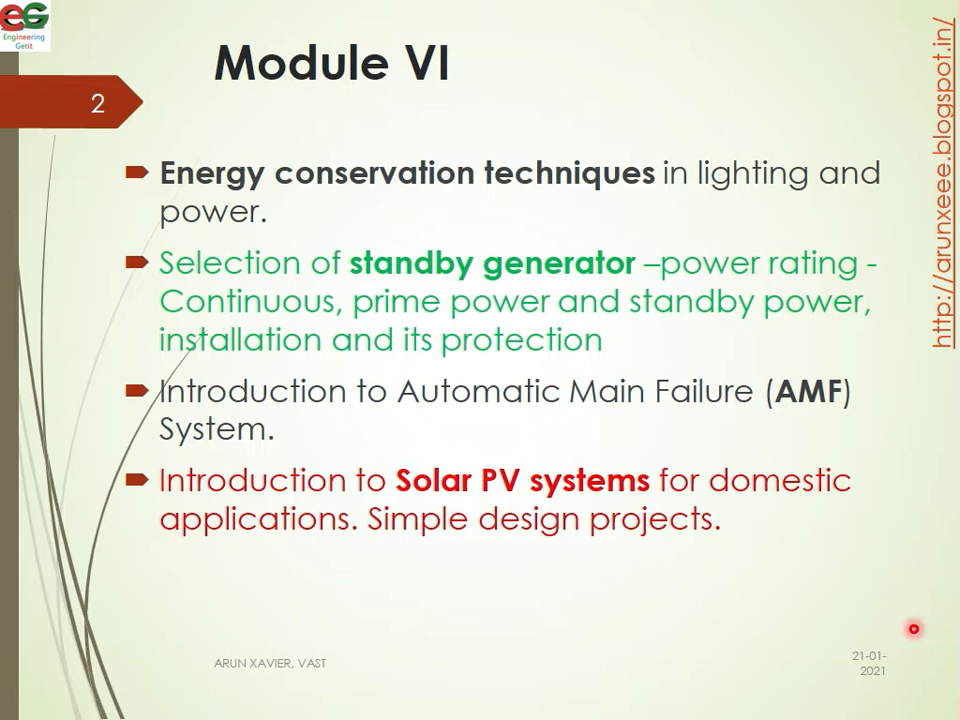 EG
Engineering
Getit
Module VI
2
http://arunxeee.blogspot.in/
Energy conservation techniques in lighting and
power.
Selection of standby generator –power rating -
Continuous, prime power and standby power,
installation and its protection
Introduction to Automatic Main Failure (AMF)
System.
Introduction to Solar PV systems for domestic
applications. Simple design projects.
ARUN XAVIER, VAST
21-01-
2021